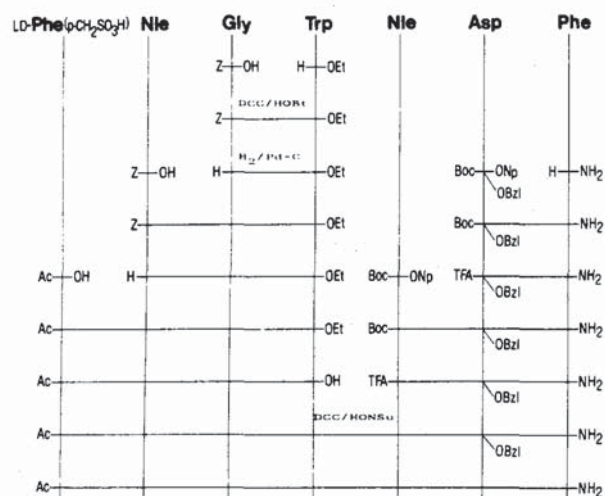 LD-Phe(p-CH₂SO₃H) Nle Gly Trp Nle Asp Phe
Z OH H OEt
DCC/HOBt
Z OEt
H₂/Pd-C
Z OH H OEt Boc ONp H NH₂
OBzl
Z OEt Boc NH₂
OBzl
Ac OH H OEt Boc ONp TFA NH₂
OBzl
Ac OEt Boc NH₂
OBzl
Ac OH TFA NH₂
OBzl
DCC/HONSu
Ac NH₂
OBzl
Ac NH₂